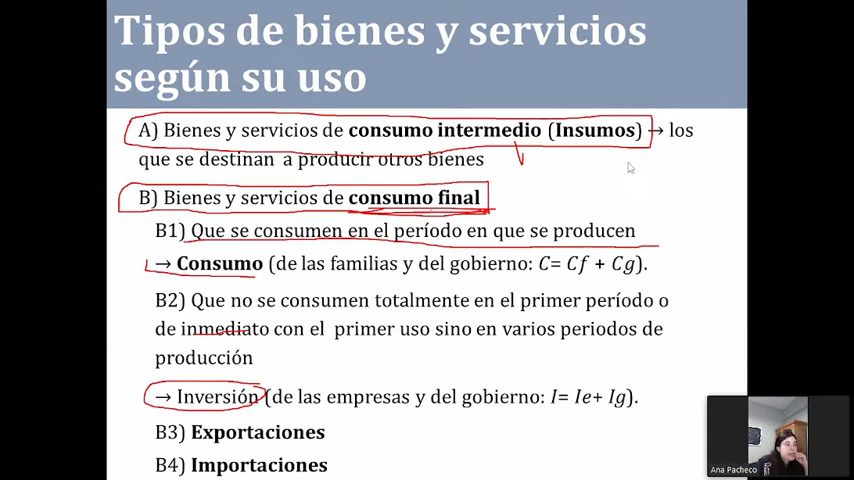 Tipos de bienes y servicios
según su uso
A) Bienes y servicios de consumo intermedio (Insumos) → los
que se destinan a producir otros bienes
B) Bienes y servicios de consumo final
B1) Que se consumen en el período en que se producen
→ Consumo (de las familias y del gobierno: C= Cf + Cg).
B2) Que no se consumen totalmente en el primer período o
de inmediato con el primer uso sino en varios periodos de
producción
→ Inversión (de las empresas y del gobierno: I= Ie+ Ig).
B3) Exportaciones
B4) Importaciones
Ana Pacheco